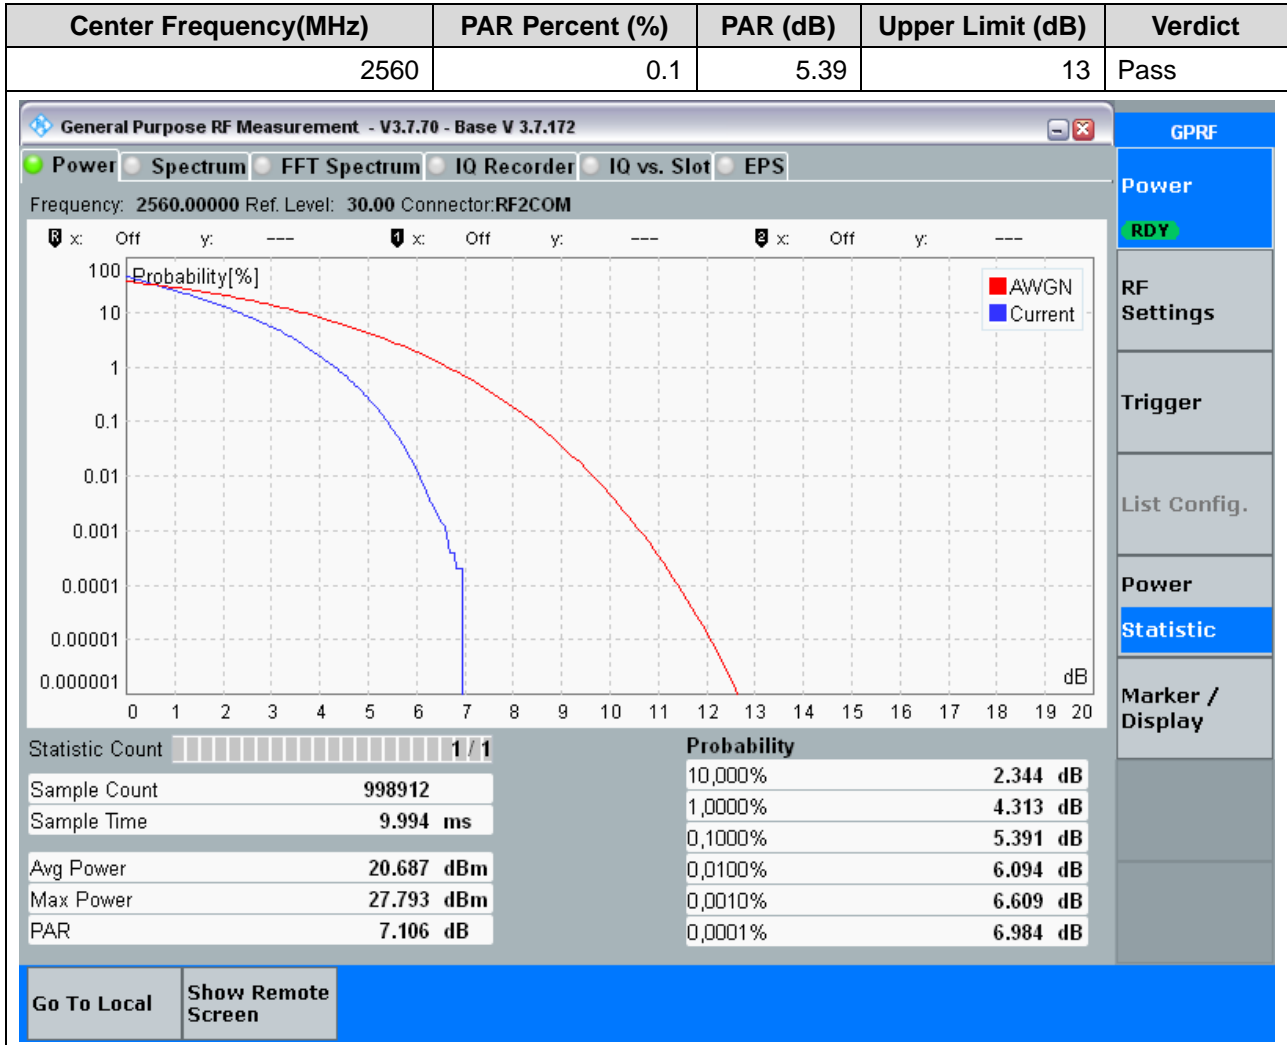 Center Frequency(MHz) PAR Percent (%) PAR (dB) Upper Limit (dB) Verdict
2560 0.1 5.39 13 Pass
General Purpose RF Measurement - V3.7.70 - Base V 3.7.172
GPRF
Power Spectrum FFT Spectrum IQ Recorder IQ vs. Slot EPS
Frequency: 2560.00000 Ref. Level: 30.00 Connector:RF2COM
R x: Off y: --- 1 x: Off y: --- 2 x: Off y: ---
Probability[%]
100
10
1
0.1
0.01
0.001
0.0001
0.00001
0.000001
AWGN
Current
dB
0 1 2 3 4 5 6 7 8 9 10 11 12 13 14 15 16 17 18 19 20
Statistic Count 1 / 1
Sample Count 998912
Sample Time 9.994 ms
Avg Power 20.687 dBm
Max Power 27.793 dBm
PAR 7.106 dB
Probability
10,000% 2.344 dB
1,0000% 4.313 dB
0,1000% 5.391 dB
0,0100% 6.094 dB
0,0010% 6.609 dB
0,0001% 6.984 dB
Power
RDY
RF
Settings
Trigger
List Config.
Power
Statistic
Marker /
Display
Go To Local
Show Remote
Screen